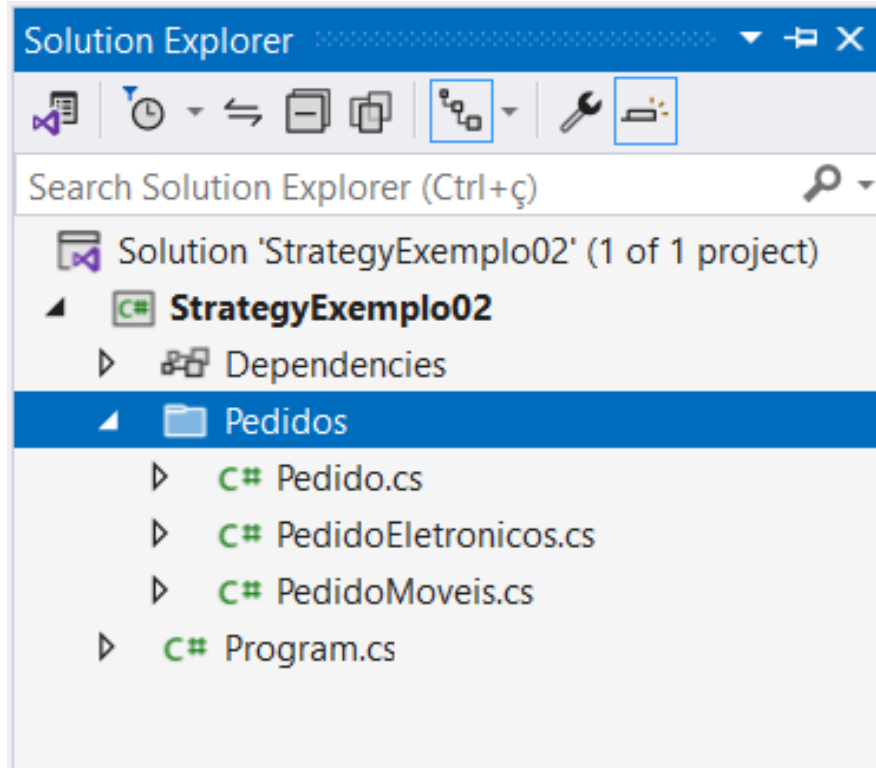 Solution Explorer
Search Solution Explorer (Ctrl+ç)
Solution 'StrategyExemplo02' (1 of 1 project)
C# StrategyExemplo02
Dependencies
Pedidos
C# Pedido.cs
C# PedidoEletronicos.cs
C# PedidoMoveis.cs
C# Program.cs